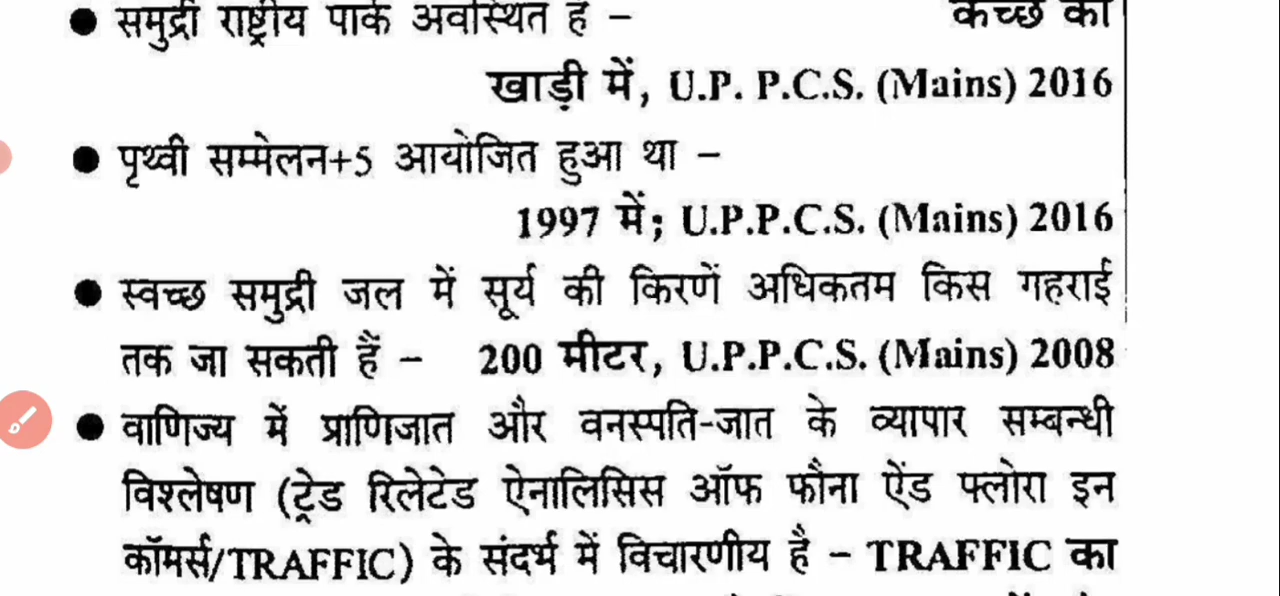 ● समुद्री राष्ट्रीय पार्क अवस्थित है – कच्छ की
खाड़ी में, U.P. P.C.S. (Mains) 2016
● पृथ्वी सम्मेलन+5 आयोजित हुआ था –
1997 में; U.P.P.C.S. (Mains) 2016
● स्वच्छ समुद्री जल में सूर्य की किरणें अधिकतम किस गहराई
तक जा सकती हैं – 200 मीटर, U.P.P.C.S. (Mains) 2008
● वाणिज्य में प्राणिजात और वनस्पति-जात के व्यापार सम्बन्धी
विश्लेषण (ट्रेड रिलेटेड ऐनालिसिस ऑफ फौना ऐंड फ्लोरा इन
कॉमर्स/TRAFFIC) के संदर्भ में विचारणीय है – TRAFFIC का